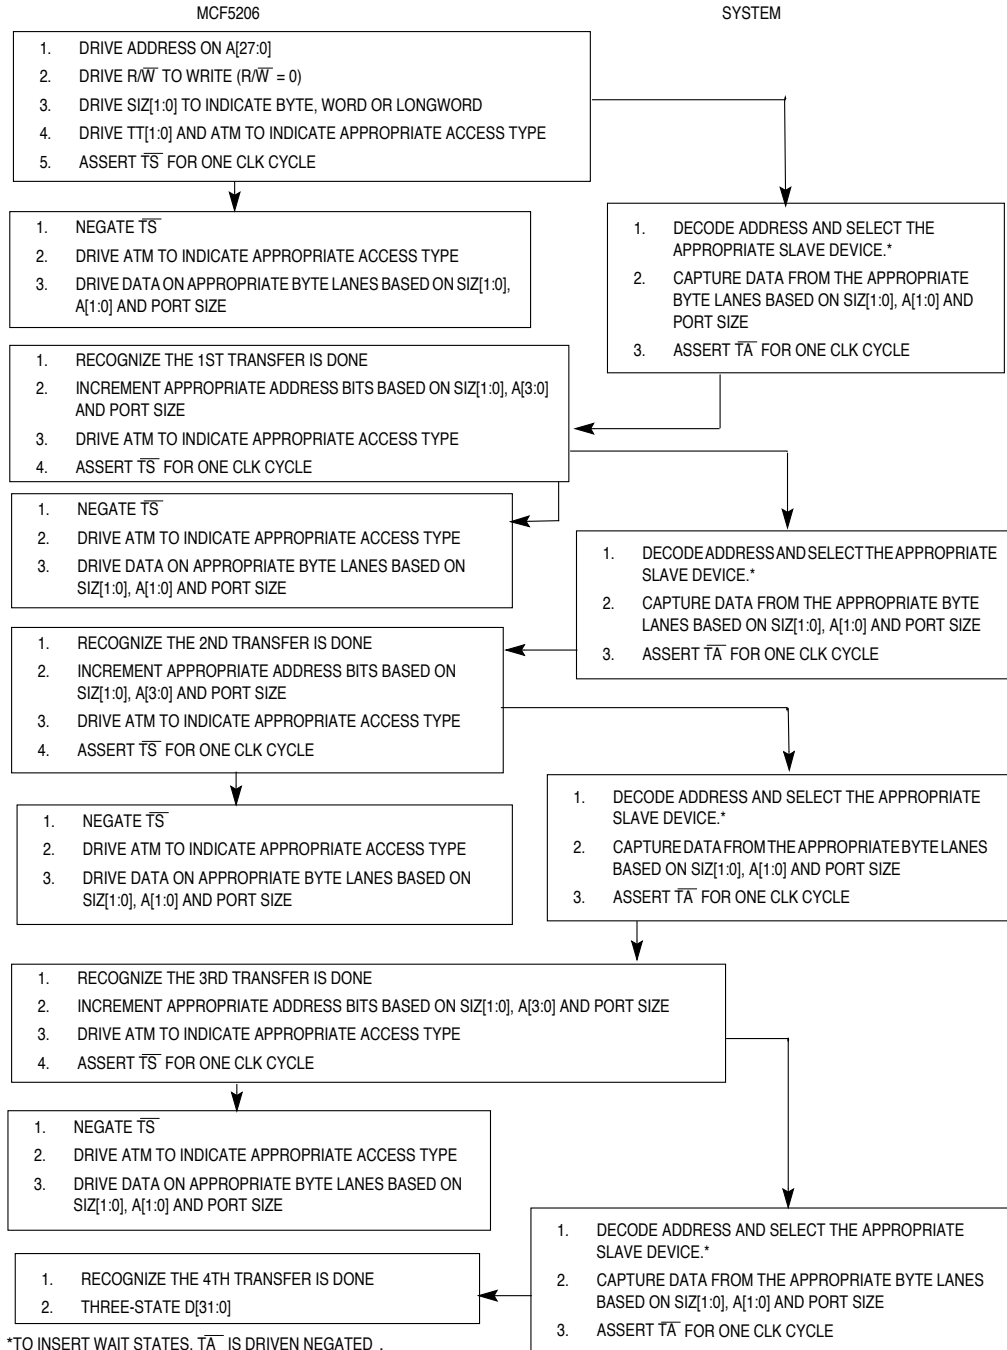 MCF5206
SYSTEM
1. DRIVE ADDRESS ON A[27:0]
2. DRIVE R/W̅ TO WRITE (R/W̅ = 0)
3. DRIVE SIZ[1:0] TO INDICATE BYTE, WORD OR LONGWORD
4. DRIVE TT[1:0] AND ATM TO INDICATE APPROPRIATE ACCESS TYPE
5. ASSERT T̅S̅ FOR ONE CLK CYCLE
1. NEGATE T̅S̅
2. DRIVE ATM TO INDICATE APPROPRIATE ACCESS TYPE
3. DRIVE DATA ON APPROPRIATE BYTE LANES BASED ON SIZ[1:0],
A[1:0] AND PORT SIZE
1. DECODE ADDRESS AND SELECT THE
APPROPRIATE SLAVE DEVICE.*
2. CAPTURE DATA FROM THE APPROPRIATE
BYTE LANES BASED ON SIZ[1:0], A[1:0] AND
PORT SIZE
3. ASSERT T̅A̅ FOR ONE CLK CYCLE
1. RECOGNIZE THE 1ST TRANSFER IS DONE
2. INCREMENT APPROPRIATE ADDRESS BITS BASED ON SIZ[1:0], A[3:0]
AND PORT SIZE
3. DRIVE ATM TO INDICATE APPROPRIATE ACCESS TYPE
4. ASSERT T̅S̅ FOR ONE CLK CYCLE
1. NEGATE T̅S̅
2. DRIVE ATM TO INDICATE APPROPRIATE ACCESS TYPE
3. DRIVE DATA ON APPROPRIATE BYTE LANES BASED ON
SIZ[1:0], A[1:0] AND PORT SIZE
1. DECODE ADDRESS AND SELECT THE APPROPRIATE
SLAVE DEVICE.*
2. CAPTURE DATA FROM THE APPROPRIATE BYTE
LANES BASED ON SIZ[1:0], A[1:0] AND PORT SIZE
3. ASSERT T̅A̅ FOR ONE CLK CYCLE
1. RECOGNIZE THE 2ND TRANSFER IS DONE
2. INCREMENT APPROPRIATE ADDRESS BITS BASED ON
SIZ[1:0], A[3:0] AND PORT SIZE
3. DRIVE ATM TO INDICATE APPROPRIATE ACCESS TYPE
4. ASSERT T̅S̅ FOR ONE CLK CYCLE
1. NEGATE T̅S̅
2. DRIVE ATM TO INDICATE APPROPRIATE ACCESS TYPE
3. DRIVE DATA ON APPROPRIATE BYTE LANES BASED ON
SIZ[1:0], A[1:0] AND PORT SIZE
1. DECODE ADDRESS AND SELECT THE APPROPRIATE
SLAVE DEVICE.*
2. CAPTURE DATA FROM THE APPROPRIATE BYTE LANES
BASED ON SIZ[1:0], A[1:0] AND PORT SIZE
3. ASSERT T̅A̅ FOR ONE CLK CYCLE
1. RECOGNIZE THE 3RD TRANSFER IS DONE
2. INCREMENT APPROPRIATE ADDRESS BITS BASED ON SIZ[1:0], A[3:0] AND PORT SIZE
3. DRIVE ATM TO INDICATE APPROPRIATE ACCESS TYPE
4. ASSERT T̅S̅ FOR ONE CLK CYCLE
1. NEGATE T̅S̅
2. DRIVE ATM TO INDICATE APPROPRIATE ACCESS TYPE
3. DRIVE DATA ON APPROPRIATE BYTE LANES BASED ON
SIZ[1:0], A[1:0] AND PORT SIZE
1. DECODE ADDRESS AND SELECT THE APPROPRIATE
SLAVE DEVICE.*
2. CAPTURE DATA FROM THE APPROPRIATE BYTE LANES
BASED ON SIZ[1:0], A[1:0] AND PORT SIZE
3. ASSERT T̅A̅ FOR ONE CLK CYCLE
1. RECOGNIZE THE 4TH TRANSFER IS DONE
2. THREE-STATE D[31:0]
*TO INSERT WAIT STATES, T̅A̅ IS DRIVEN NEGATED .